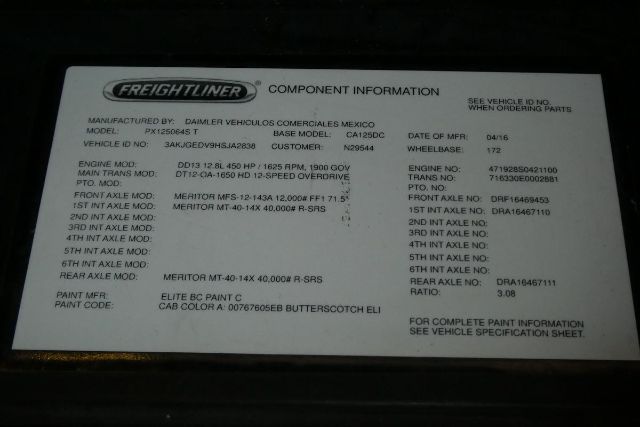 FREIGHTLINER ® COMPONENT INFORMATION
SEE VEHICLE ID NO.
WHEN ORDERING PARTS
MANUFACTURED BY: DAIMLER VEHICULOS COMERCIALES MEXICO
MODEL: PX125064S T BASE MODEL: CA125DC DATE OF MFR: 04/16
VEHICLE ID NO: 3AKJGEDV9HSJA2838 CUSTOMER: N29544 WHEELBASE: 172
ENGINE MOD: DD13 12.8L 450 HP / 1625 RPM, 1900 GOV ENGINE NO: 471928S0421100
MAIN TRANS MOD: DT12-OA-1650 HD 12-SPEED OVERDRIVE TRANS NO: 716330E0002881
PTO. MOD: PTO. NO:
FRONT AXLE MOD: MERITOR MFS-12-143A 12,000# FF1 71.5 FRONT AXLE NO: DRF16469453
1ST INT AXLE MOD: MERITOR MT-40-14X 40,000# R-SRS 1ST INT AXLE NO: DRA16467110
2ND INT AXLE MOD: 2ND INT AXLE NO:
3RD INT AXLE MOD: 3RD INT AXLE NO:
4TH INT AXLE MOD: 4TH INT AXLE NO:
5TH INT AXLE MOD: 5TH INT AXLE NO:
6TH INT AXLE MOD: 6TH INT AXLE NO:
REAR AXLE MOD: MERITOR MT-40-14X 40,000# R-SRS REAR AXLE NO: DRA16467111
RATIO: 3.08
PAINT MFR: ELITE BC PAINT C
PAINT CODE: CAB COLOR A: 00767605EB BUTTERSCOTCH ELI
FOR COMPLETE PAINT INFORMATION
SEE VEHICLE SPECIFICATION SHEET.